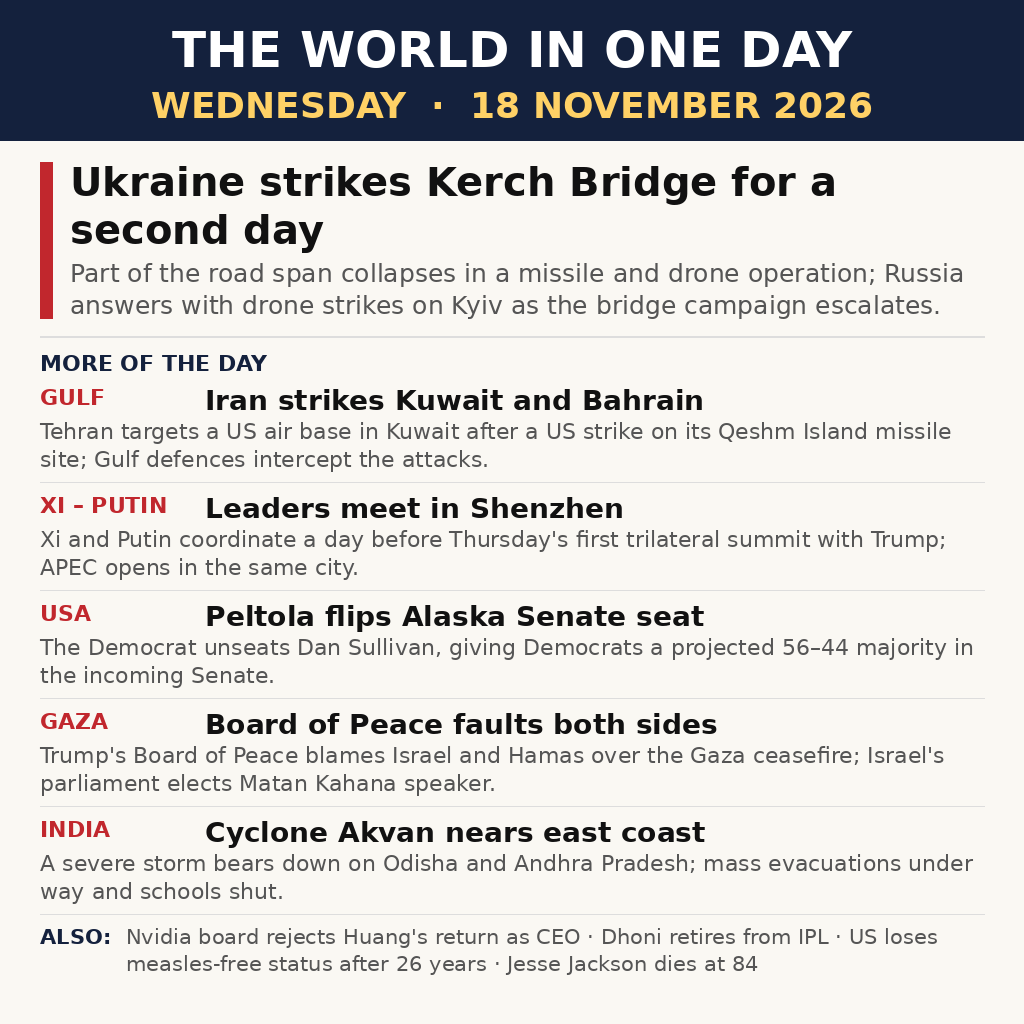 THE WORLD IN ONE DAY
WEDNESDAY · 18 NOVEMBER 2026
Ukraine strikes Kerch Bridge for a
second day
Part of the road span collapses in a missile and drone operation; Russia
answers with drone strikes on Kyiv as the bridge campaign escalates.
MORE OF THE DAY
GULF Iran strikes Kuwait and Bahrain
Tehran targets a US air base in Kuwait after a US strike on its Qeshm Island missile
site; Gulf defences intercept the attacks.
XI – PUTIN Leaders meet in Shenzhen
Xi and Putin coordinate a day before Thursday's first trilateral summit with Trump;
APEC opens in the same city.
USA Peltola flips Alaska Senate seat
The Democrat unseats Dan Sullivan, giving Democrats a projected 56–44 majority in
the incoming Senate.
GAZA Board of Peace faults both sides
Trump's Board of Peace blames Israel and Hamas over the Gaza ceasefire; Israel's
parliament elects Matan Kahana speaker.
INDIA Cyclone Akvan nears east coast
A severe storm bears down on Odisha and Andhra Pradesh; mass evacuations under
way and schools shut.
ALSO: Nvidia board rejects Huang's return as CEO · Dhoni retires from IPL · US loses
measles-free status after 26 years · Jesse Jackson dies at 84